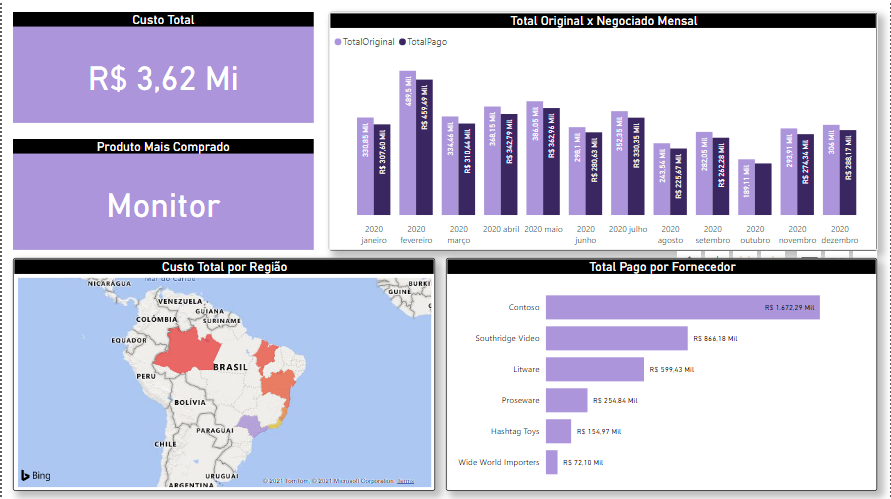 Custo Total
R$ 3,62 Mi
Produto Mais Comprado
Monitor
Total Original x Negociado Mensal
TotalOriginal TotalPago
330,85 Mil
R$ 307,60 Mil
489,5 Mil
R$ 459,49 Mil
334,46 Mil
R$ 310,44 Mil
368,15 Mil
R$ 342,79 Mil
386,05 Mil
R$ 362,96 Mil
298,1 Mil
R$ 280,63 Mil
352,35 Mil
R$ 330,35 Mil
243,54 Mil
R$ 225,67 Mil
282,05 Mil
R$ 262,28 Mil
189,11 Mil
293,91 Mil
R$ 274,34 Mil
306 Mil
R$ 288,17 Mil
2020 janeiro
2020 fevereiro
2020 março
2020 abril
2020 maio
2020 junho
2020 julho
2020 agosto
2020 setembro
2020 outubro
2020 novembro
2020 dezembro
Custo Total por Região
NICARÁGUA
VENEZUELA
GUIANA
SURINAME
COLÔMBIA
EQUADOR
BRASIL
PERU
BOLÍVIA
PARAGUAI
CHILE
URUGUAI
ARGENTINA
BURKI
GUINÉ
Bing
© 2021 TomTom, © 2021 Microsoft Corporation Terms
Total Pago por Fornecedor
Contoso R$ 1.672,29 Mil
Southridge Video R$ 866,18 Mil
Litware R$ 599,43 Mil
Proseware R$ 254,84 Mil
Hashtag Toys R$ 154,97 Mil
Wide World Importers R$ 72,10 Mil